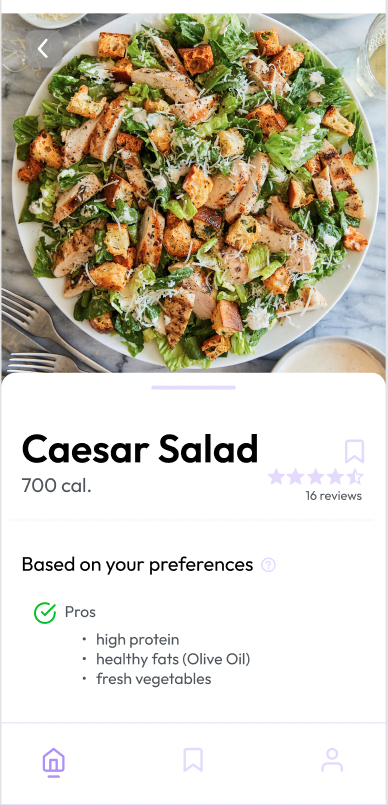 Caesar Salad
700 cal.
16 reviews
Based on your preferences
Pros
• high protein
• healthy fats (Olive Oil)
• fresh vegetables